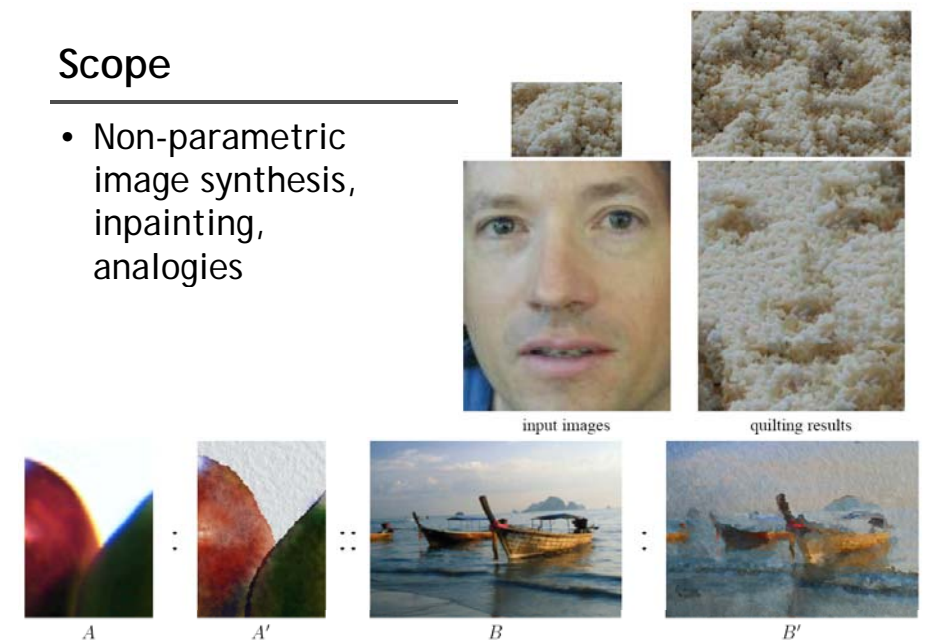 Scope
• Non-parametric
image synthesis,
inpainting,
analogies
input images
quilting results
: :: :
A A′ B B′